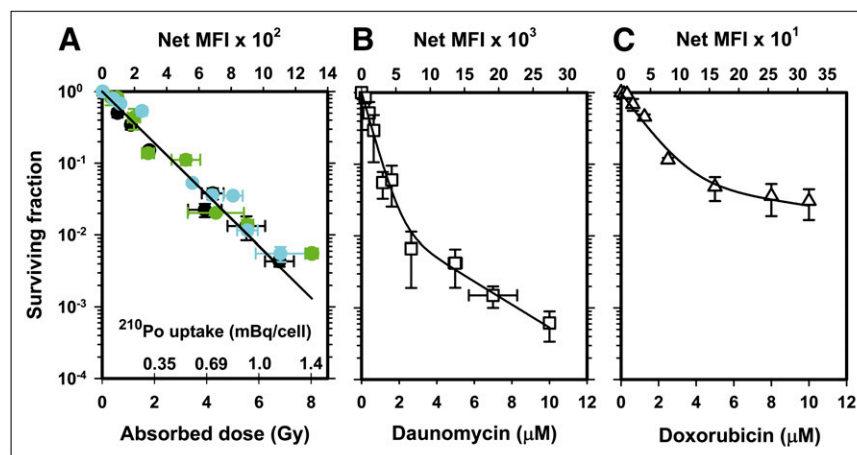 A
Net MFI x 10²
0 2 4 6 8 10 12 14
Surviving fraction
10⁰
10⁻¹
10⁻²
10⁻³
10⁻⁴
²¹⁰Po uptake (mBq/cell)
0.35 0.69 1.0 1.4
0 2 4 6 8
Absorbed dose (Gy)
B
Net MFI x 10³
0 5 10 15 20 25 30
0 2 4 6 8 10 12
Daunomycin (μM)
C
Net MFI x 10¹
0 5 10 15 20 25 30 35
0 2 4 6 8 10 12
Doxorubicin (μM)